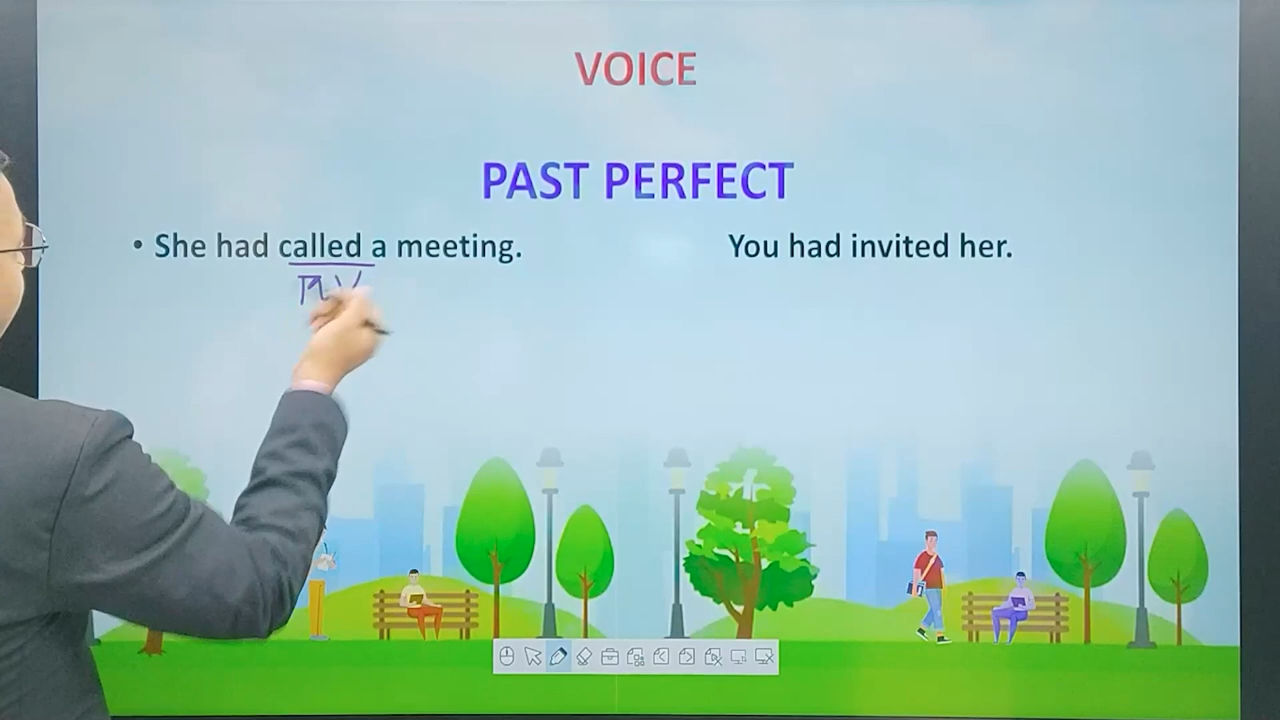 VOICE
PAST PERFECT
• She had called a meeting.
You had invited her.